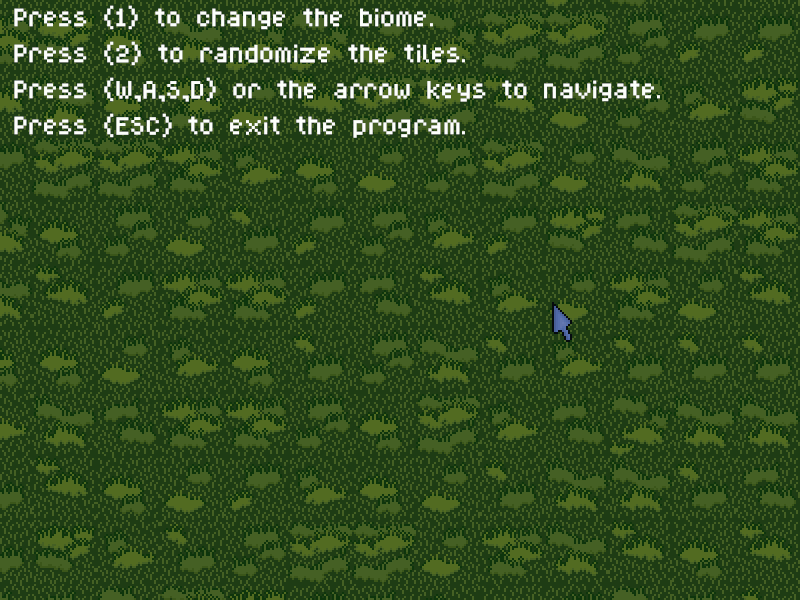 Press {1} to change the biome.
Press {2} to randomize the tiles.
Press {W,A,S,D} or the arrow keys to navigate.
Press {ESC} to exit the program.